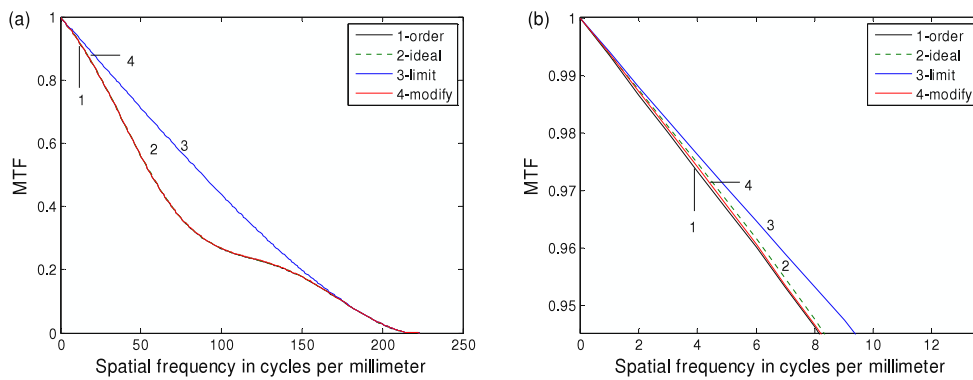 (a)
1
0.8
0.6
0.4
0.2
0
MTF
0 50 100 150 200 250
Spatial frequency in cycles per millimeter
1-order
2-ideal
3-limit
4-modify
4
1
2
3
(b)
1
0.99
0.98
0.97
0.96
0.95
MTF
0 2 4 6 8 10 12
Spatial frequency in cycles per millimeter
1-order
2-ideal
3-limit
4-modify
4
1
3
2